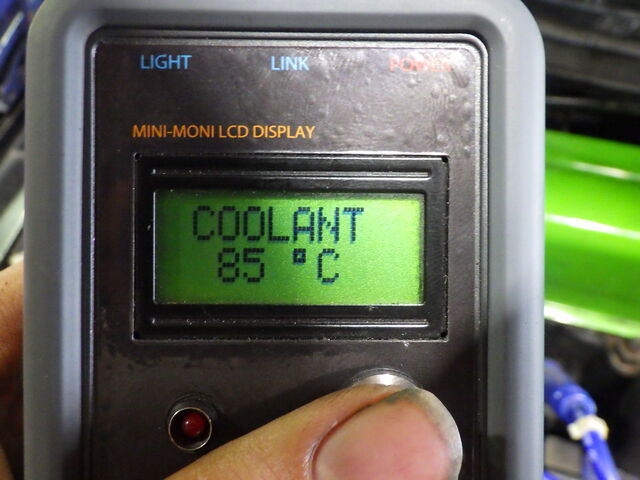 LIGHT LINK POWER
MINI-MONI LCD DISPLAY
COOLANT
85 °C